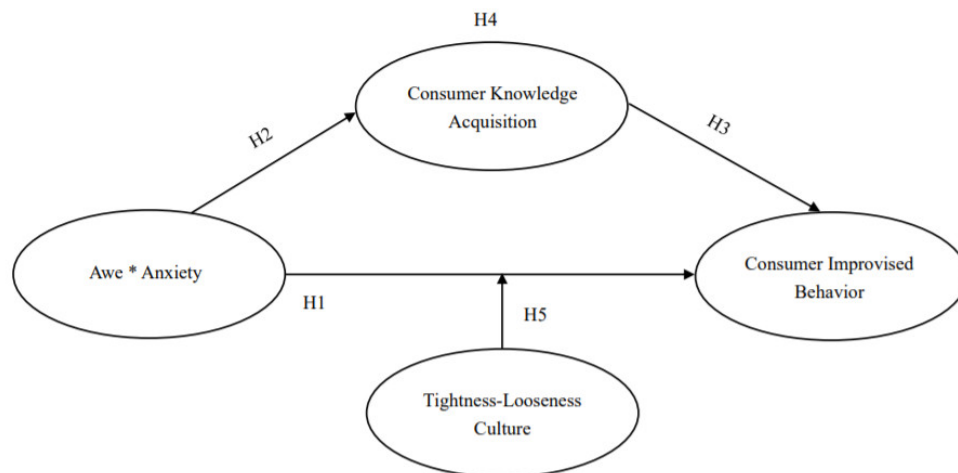 H4
Consumer Knowledge
Acquisition
H2
H3
Awe * Anxiety
Consumer Improvised
Behavior
H1
H5
Tightness-Looseness
Culture